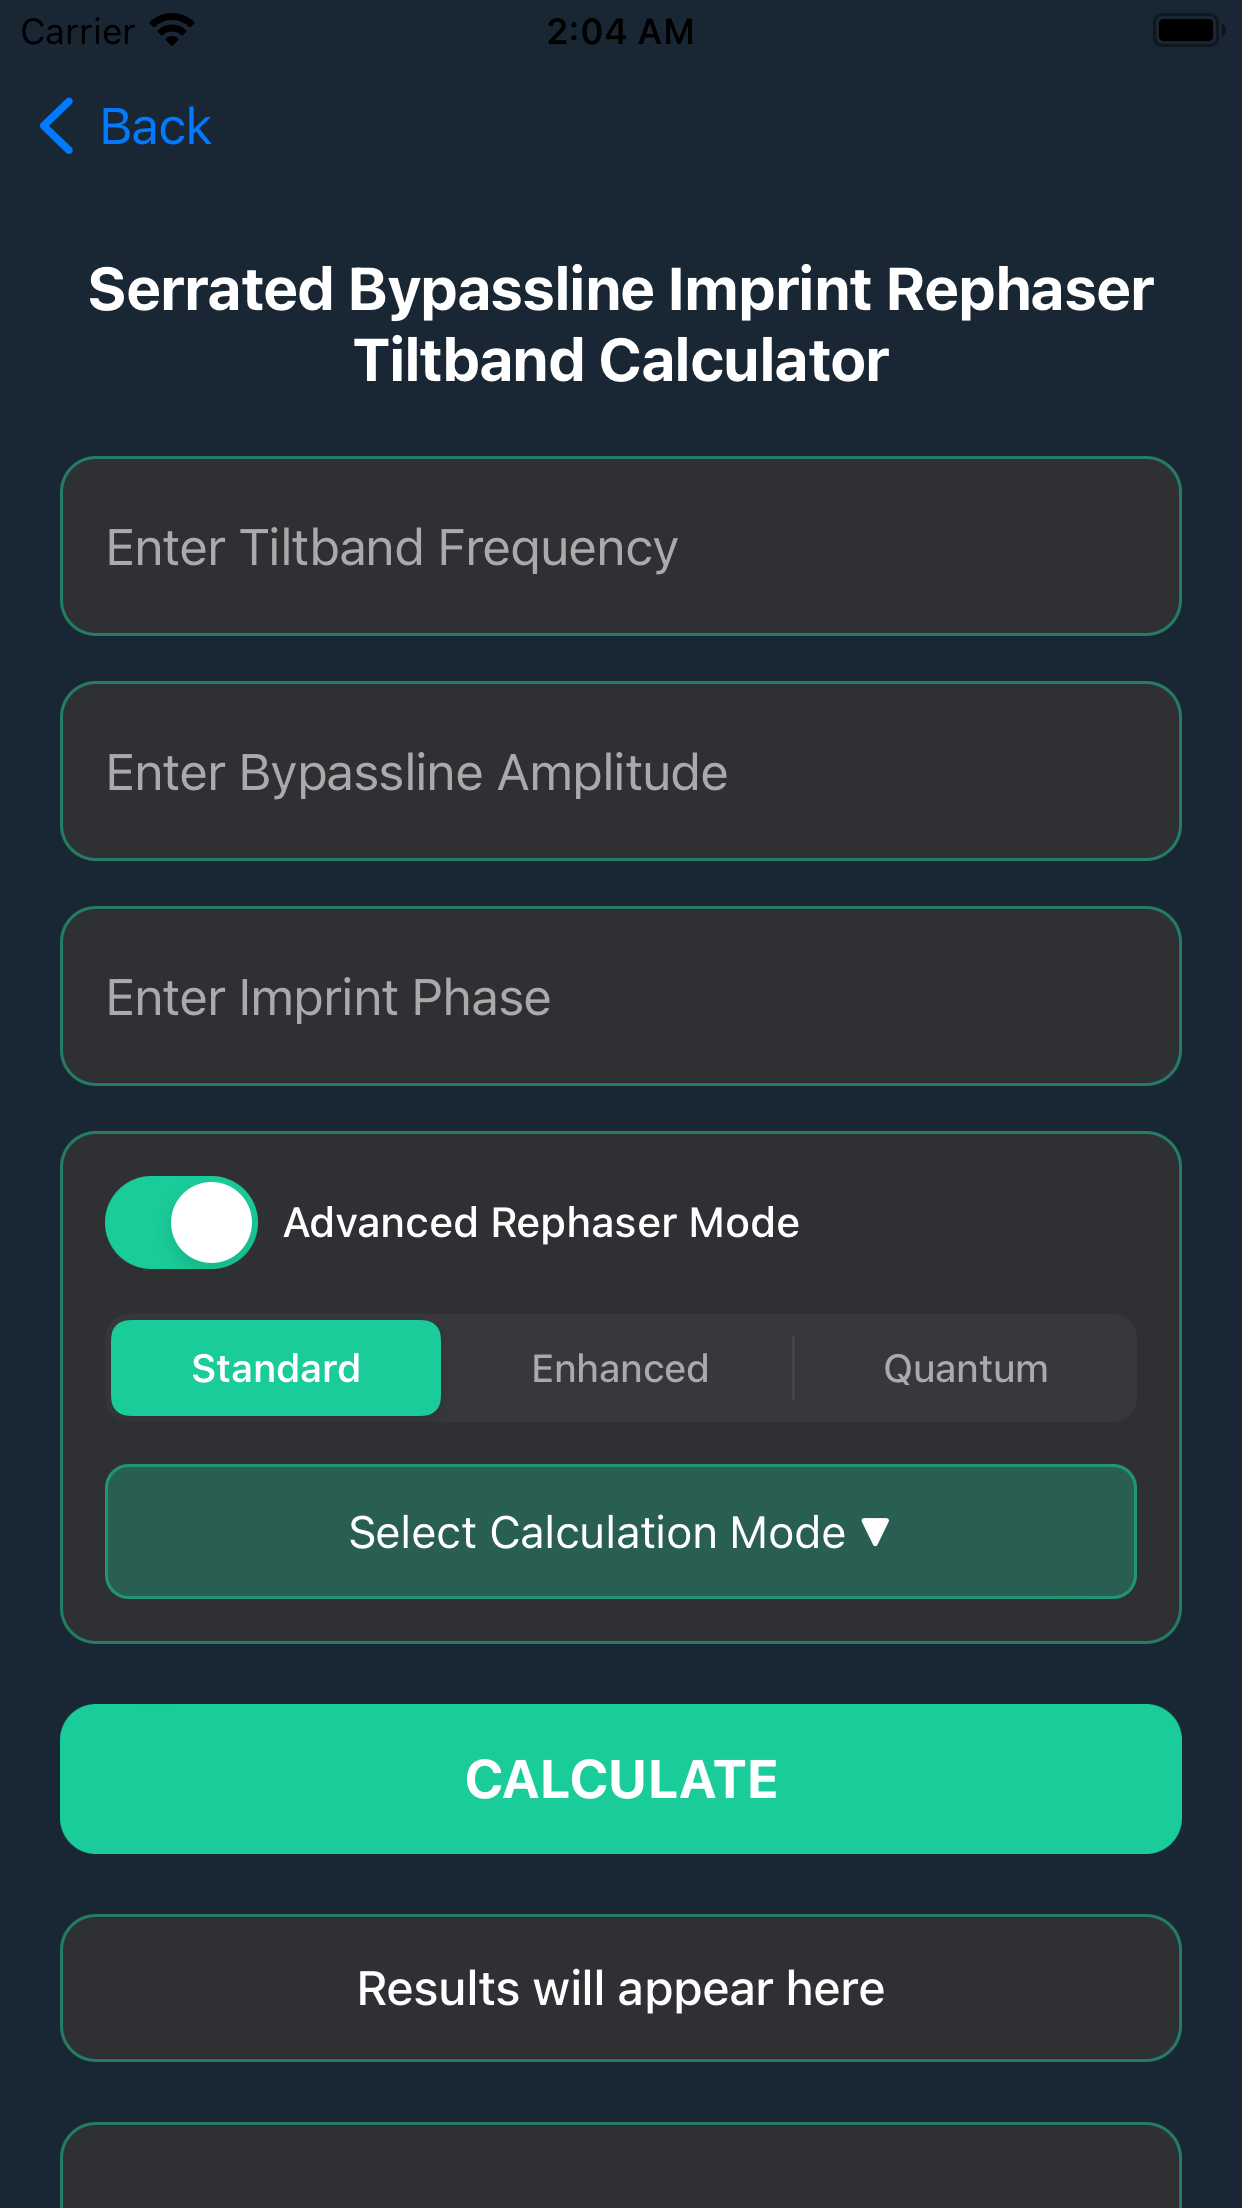 Carrier
2:04 AM
Back
Serrated Bypassline Imprint Rephaser
Tiltband Calculator
Enter Tiltband Frequency
Enter Bypassline Amplitude
Enter Imprint Phase
Advanced Rephaser Mode
Standard
Enhanced
Quantum
Select Calculation Mode ▼
CALCULATE
Results will appear here